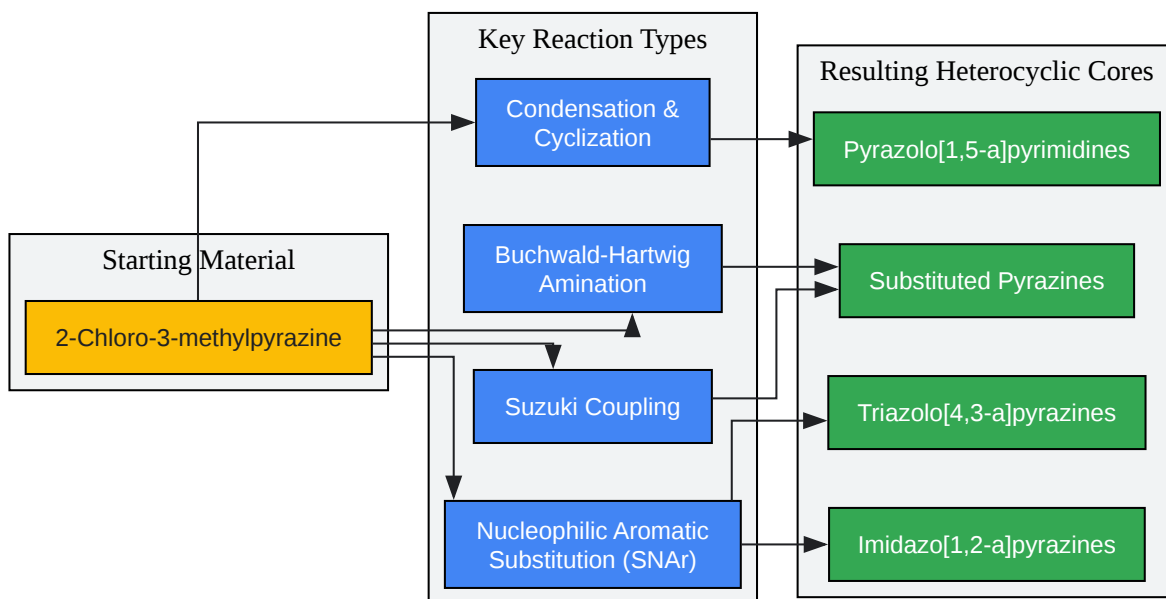 Starting Material
2-Chloro-3-methylpyrazine
Key Reaction Types
Condensation &
Cyclization
Buchwald-Hartwig
Amination
Suzuki Coupling
Nucleophilic Aromatic
Substitution (SNAr)
Resulting Heterocyclic Cores
Pyrazolo[1,5-a]pyrimidines
Substituted Pyrazines
Triazolo[4,3-a]pyrazines
Imidazo[1,2-a]pyrazines